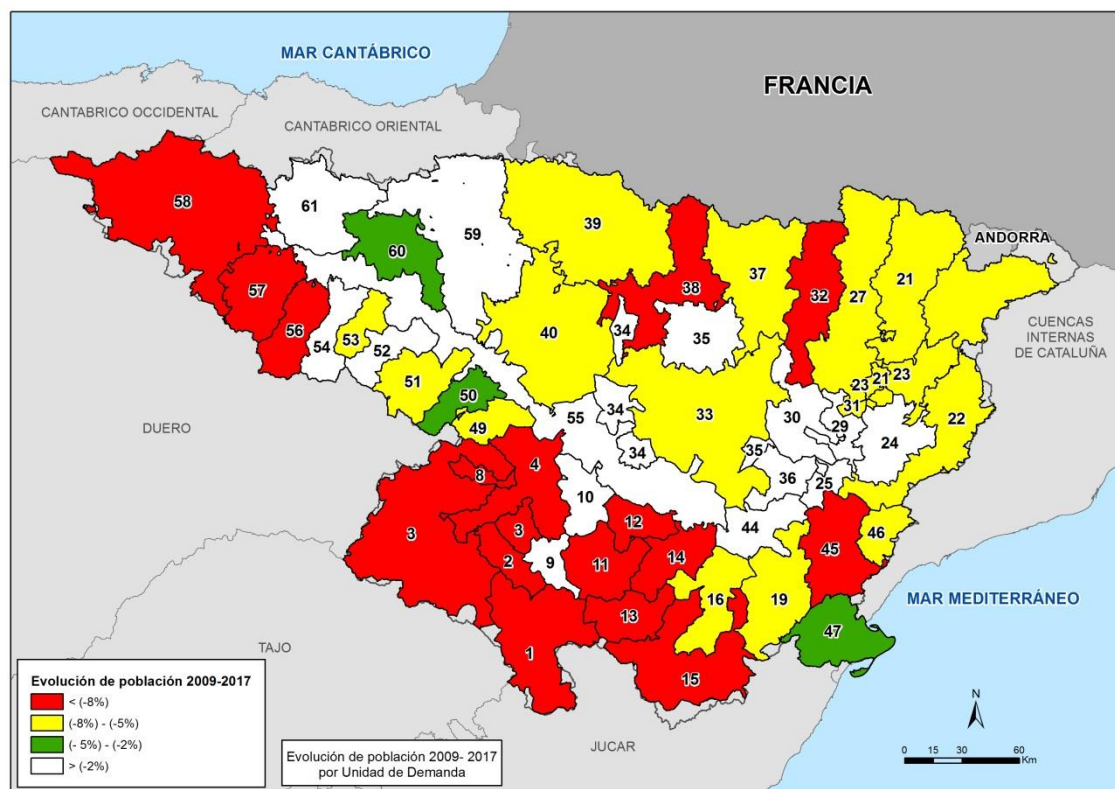 MAR CANTÁBRICO
FRANCIA
CANTABRICO OCCIDENTAL
CANTABRICO ORIENTAL
58
61
59
60
39
38
37
32
27
21
ANDORRA
57
56
54
53
52
40
34
35
CUENCAS
INTERNAS
DE CATALUÑA
51
50
49
55
34
33
30
23
21
23
31
29
22
24
DUERO
8
4
34
35
36
25
10
44
3
3
12
46
2
9
11
14
45
16
19
MAR MEDITERRÁNEO
13
47
1
15
TAJO
JUCAR
Evolución de población 2009-2017
< (-8%)
(-8%) - (-5%)
(- 5%) - (-2%)
> (-2%)
Evolución de población 2009- 2017
por Unidad de Demanda
N
0 15 30 60
Km